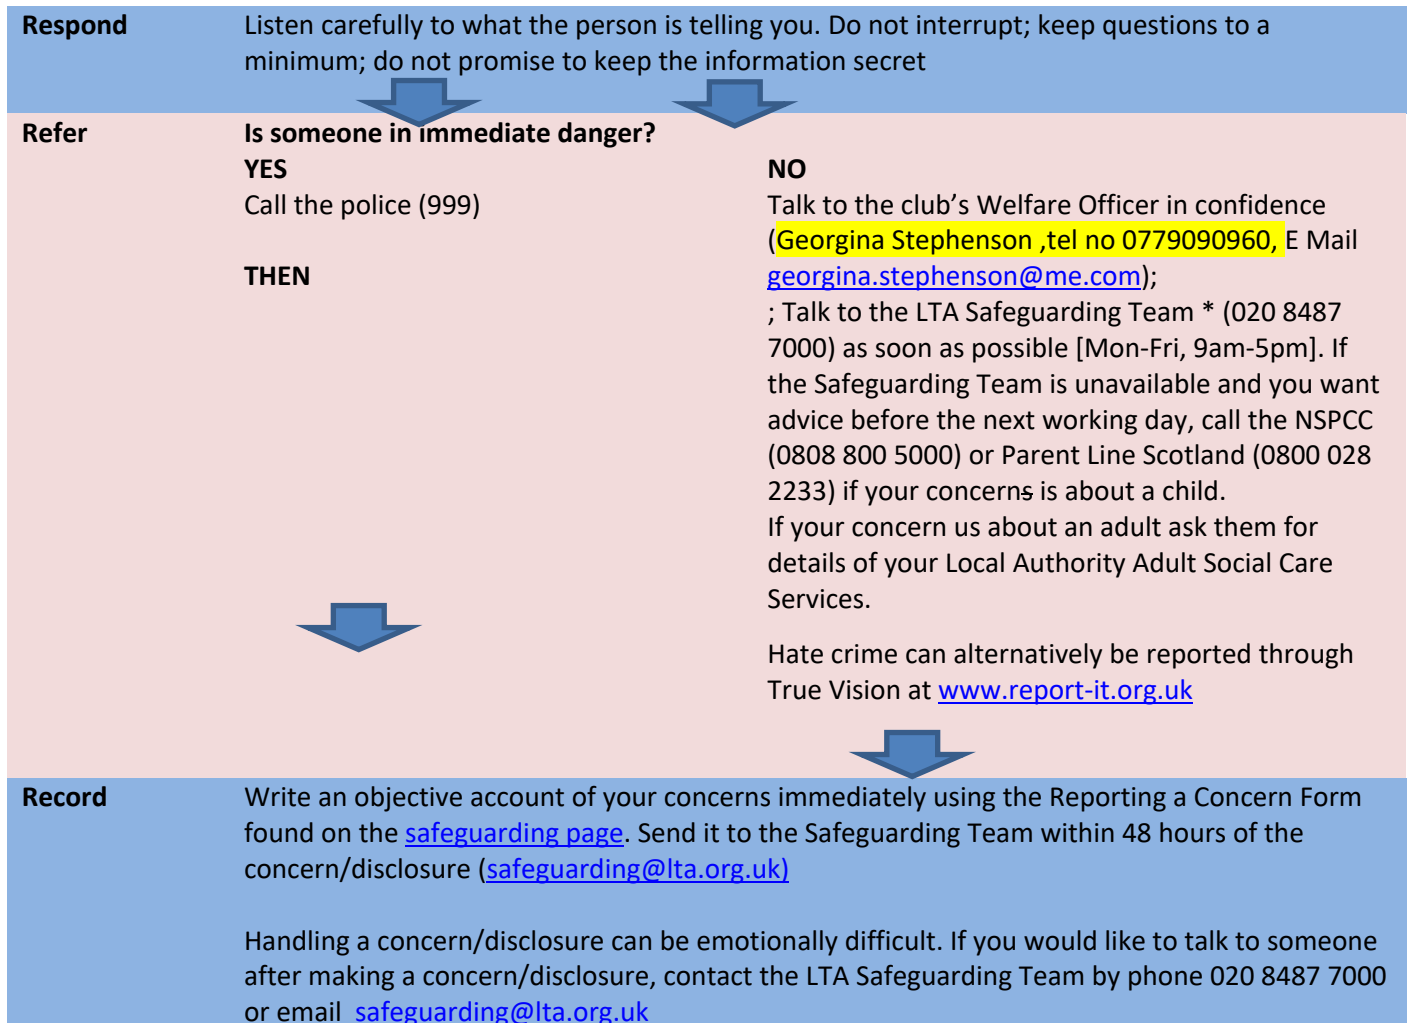 Respond
Listen carefully to what the person is telling you. Do not interrupt; keep questions to a
minimum; do not promise to keep the information secret
Refer
Is someone in immediate danger?
YES
Call the police (999)
THEN
NO
Talk to the club’s Welfare Officer in confidence
(Georgina Stephenson ,tel no 0779090960, E Mail
georgina.stephenson@me.com);
; Talk to the LTA Safeguarding Team * (020 8487
7000) as soon as possible [Mon-Fri, 9am-5pm]. If
the Safeguarding Team is unavailable and you want
advice before the next working day, call the NSPCC
(0808 800 5000) or Parent Line Scotland (0800 028
2233) if your concerns is about a child.
If your concern us about an adult ask them for
details of your Local Authority Adult Social Care
Services.
Hate crime can alternatively be reported through
True Vision at www.report-it.org.uk
Record
Write an objective account of your concerns immediately using the Reporting a Concern Form
found on the safeguarding page. Send it to the Safeguarding Team within 48 hours of the
concern/disclosure (safeguarding@lta.org.uk)
Handling a concern/disclosure can be emotionally difficult. If you would like to talk to someone
after making a concern/disclosure, contact the LTA Safeguarding Team by phone 020 8487 7000
or email safeguarding@lta.org.uk